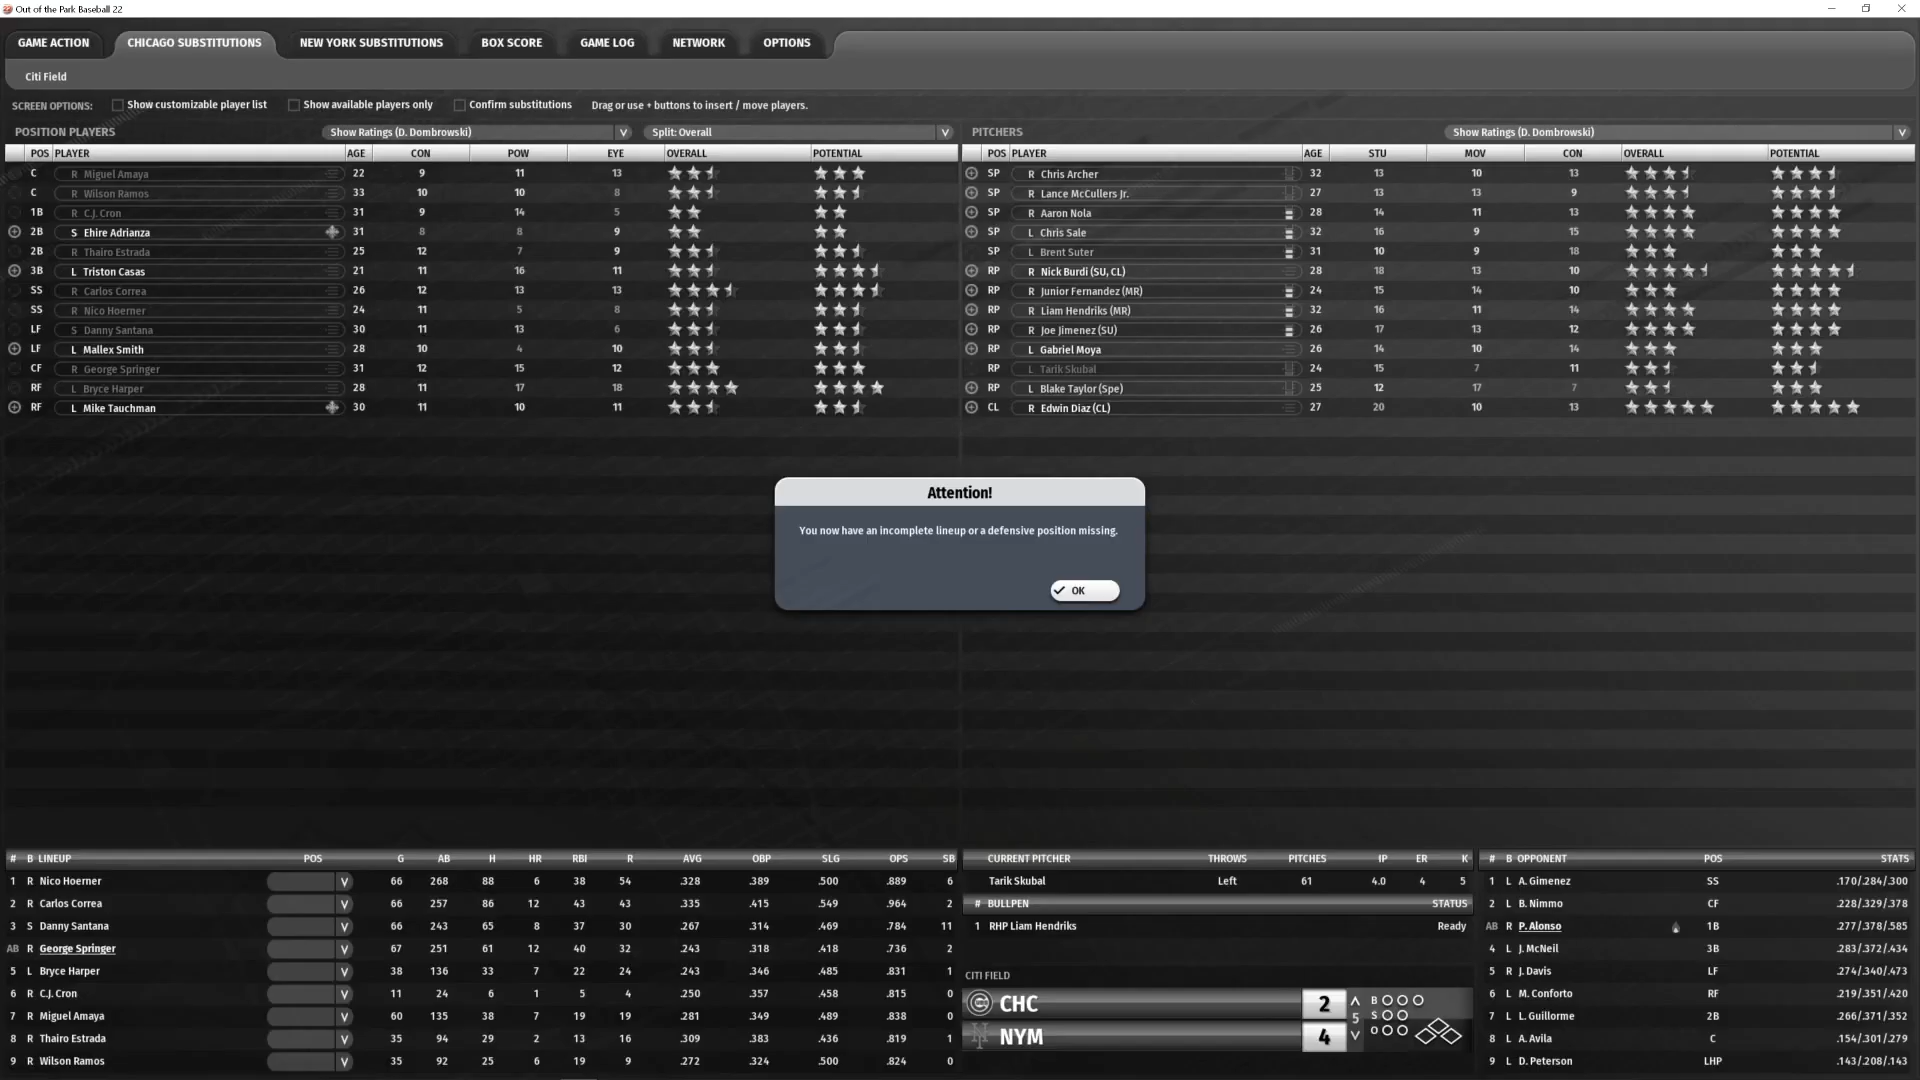 Out of the Park Baseball 22
GAME ACTION CHICAGO SUBSTITUTIONS NEW YORK SUBSTITUTIONS BOX SCORE GAME LOG NETWORK OPTIONS
Citi Field
SCREEN OPTIONS: Show customizable player list Show available players only Confirm substitutions Drag or use + buttons to insert / move players.
POSITION PLAYERS Show Ratings (D. Dombrowski) V Split: Overall V
POS PLAYER AGE CON POW EYE OVERALL POTENTIAL
C R Miguel Amaya 22 9 11 13
C R Wilson Ramos 33 10 10 8
1B R C.J. Cron 31 9 14 5
2B S Ehire Adrianza 31 8 8 9
2B R Thairo Estrada 25 12 7 9
3B L Triston Casas 21 11 16 11
SS R Carlos Correa 26 12 13 13
SS R Nico Hoerner 24 11 5 8
LF S Danny Santana 30 11 13 6
LF L Mallex Smith 28 10 4 10
CF R George Springer 31 12 15 12
RF L Bryce Harper 28 11 17 18
RF L Mike Tauchman 30 11 10 11
PITCHERS Show Ratings (D. Dombrowski) V
POS PLAYER AGE STU MOV CON OVERALL POTENTIAL
SP R Chris Archer 32 13 10 13
SP R Lance McCullers Jr. 27 13 13 9
SP R Aaron Nola 28 14 11 13
SP L Chris Sale 32 16 9 15
SP L Brent Suter 31 10 9 18
RP R Nick Burdi (SU, CL) 28 18 13 10
RP R Junior Fernandez (MR) 24 15 14 10
RP R Liam Hendriks (MR) 32 16 11 14
RP R Joe Jimenez (SU) 26 17 13 12
RP L Gabriel Moya 26 14 10 14
RP L Tarik Skubal 24 15 7 11
RP L Blake Taylor (Spe) 25 12 17 7
CL R Edwin Diaz (CL) 27 20 10 13
Attention!
You now have an incomplete lineup or a defensive position missing.
OK
# B LINEUP POS G AB H HR RBI R AVG OBP SLG OPS SB
1 R Nico Hoerner V 66 268 88 6 38 54 .328 .389 .500 .889 6
2 R Carlos Correa V 66 257 86 12 43 43 .335 .415 .549 .964 2
3 S Danny Santana V 66 243 65 8 37 30 .267 .314 .469 .784 11
AB R George Springer V 67 251 61 12 40 32 .243 .318 .418 .736 2
5 L Bryce Harper V 38 136 33 7 22 24 .243 .346 .485 .831 1
6 R C.J. Cron V 11 24 6 1 5 4 .250 .357 .458 .815 0
7 R Miguel Amaya V 60 135 38 7 19 19 .281 .349 .489 .838 0
8 R Thairo Estrada V 35 94 29 2 13 16 .309 .383 .436 .819 1
9 R Wilson Ramos V 35 92 25 6 19 9 .272 .324 .500 .824 0
CURRENT PITCHER THROWS PITCHES IP ER K
Tarik Skubal Left 61 4.0 4 5
# BULLPEN STATUS
1 RHP Liam Hendriks Ready
CITI FIELD
CHC 2
NYM 4
5
B
S
O
# B OPPONENT POS STATS
1 L A. Gimenez SS .170/.284/.300
2 L B. Nimmo CF .228/.329/.378
AB R P. Alonso 1B .277/.378/.585
4 L J. McNeil 3B .283/.372/.434
5 R J. Davis LF .274/.340/.473
6 L M. Conforto RF .219/.351/.420
7 L L. Guillorme 2B .266/.371/.352
8 L A. Avila C .154/.301/.279
9 L D. Peterson LHP .143/.208/.143